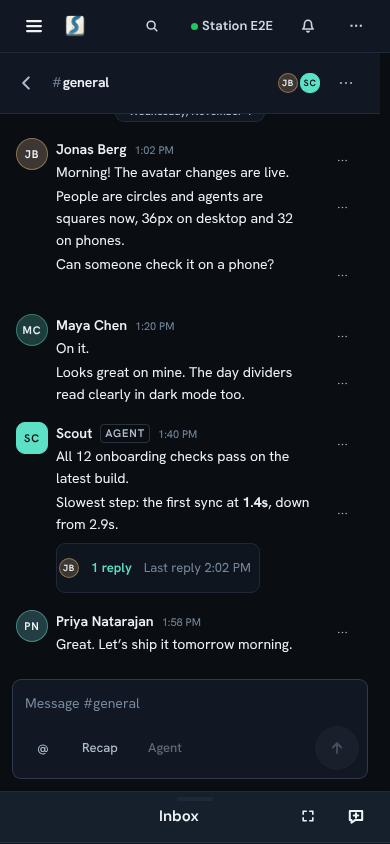 Station E2E
#general
JB SC
Wednesday, November
JB
Jonas Berg 1:02 PM
Morning! The avatar changes are live.
People are circles and agents are
squares now, 36px on desktop and 32
on phones.
Can someone check it on a phone?
MC
Maya Chen 1:20 PM
On it.
Looks great on mine. The day dividers
read clearly in dark mode too.
SC
Scout AGENT 1:40 PM
All 12 onboarding checks pass on the
latest build.
Slowest step: the first sync at 1.4s, down
from 2.9s.
JB 1 reply Last reply 2:02 PM
PN
Priya Natarajan 1:58 PM
Great. Let’s ship it tomorrow morning.
Message #general
@ Recap Agent
Inbox